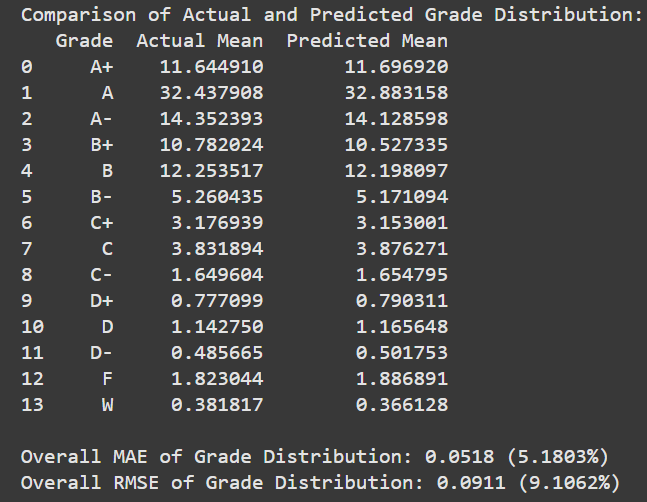 Comparison of Actual and Predicted Grade Distribution:
Grade Actual Mean Predicted Mean
0 A+ 11.644910 11.696920
1 A 32.437908 32.883158
2 A- 14.352393 14.128598
3 B+ 10.782024 10.527335
4 B 12.253517 12.198097
5 B- 5.260435 5.171094
6 C+ 3.176939 3.153001
7 C 3.831894 3.876271
8 C- 1.649604 1.654795
9 D+ 0.777099 0.790311
10 D 1.142750 1.165648
11 D- 0.485665 0.501753
12 F 1.823044 1.886891
13 W 0.381817 0.366128
Overall MAE of Grade Distribution: 0.0518 (5.1803%)
Overall RMSE of Grade Distribution: 0.0911 (9.1062%)